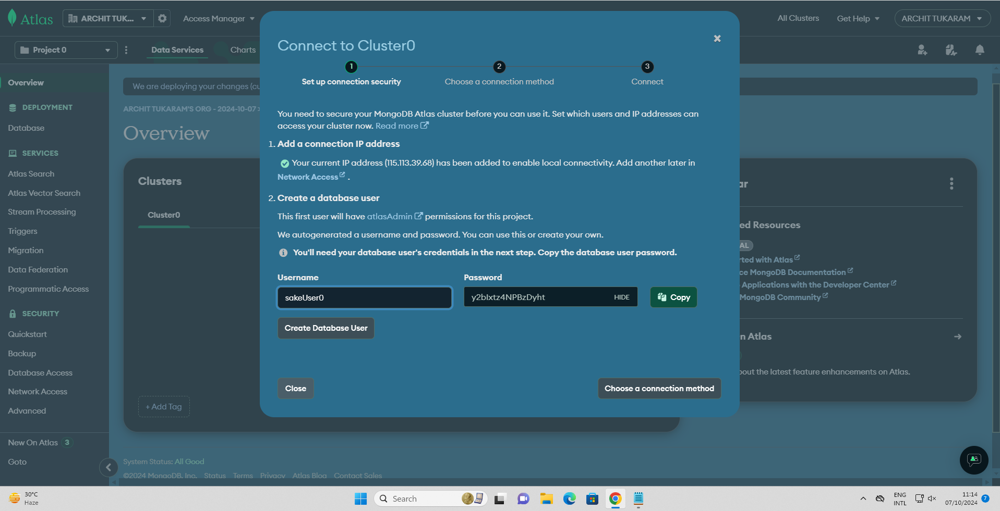 Atlas
ARCHIT TUK...
Access Manager
All Clusters
Get Help
ARCHIT TUKARAM
Project 0
Data Services
Charts
Overview
DEPLOYMENT
Database
SERVICES
Atlas Search
Atlas Vector Search
Stream Processing
Triggers
Migration
Data Federation
Programmatic Access
SECURITY
Quickstart
Backup
Database Access
Network Access
Advanced
New On Atlas 3
Goto
We are deploying your changes (cu
ARCHIT TUKARAM'S ORG - 2024-10-07 >
Overview
Clusters
Cluster0
+ Add Tag
System Status: All Good
©2024 MongoDB, Inc. Status Terms Privacy Atlas Blog Contact Sales
Connect to Cluster0
1
2
3
Set up connection security
Choose a connection method
Connect
You need to secure your MongoDB Atlas cluster before you can use it. Set which users and IP addresses can
access your cluster now. Read more
1. Add a connection IP address
Your current IP address (115.113.39.68) has been added to enable local connectivity. Add another later in
Network Access .
2. Create a database user
This first user will have atlasAdmin permissions for this project.
We autogenerated a username and password. You can use this or create your own.
You'll need your database user's credentials in the next step. Copy the database user password.
Username
Password
sakeUser0
y2bIxtz4NPBzDyht
HIDE
Copy
Create Database User
Close
Choose a connection method
ar
ed Resources
AL
rted with Atlas
ce MongoDB Documentation
Applications with the Developer Center
MongoDB Community
n Atlas
bout the latest feature enhancements on Atlas.
30°C
Haze
Search
ENG
INTL
11:14
07/10/2024
7